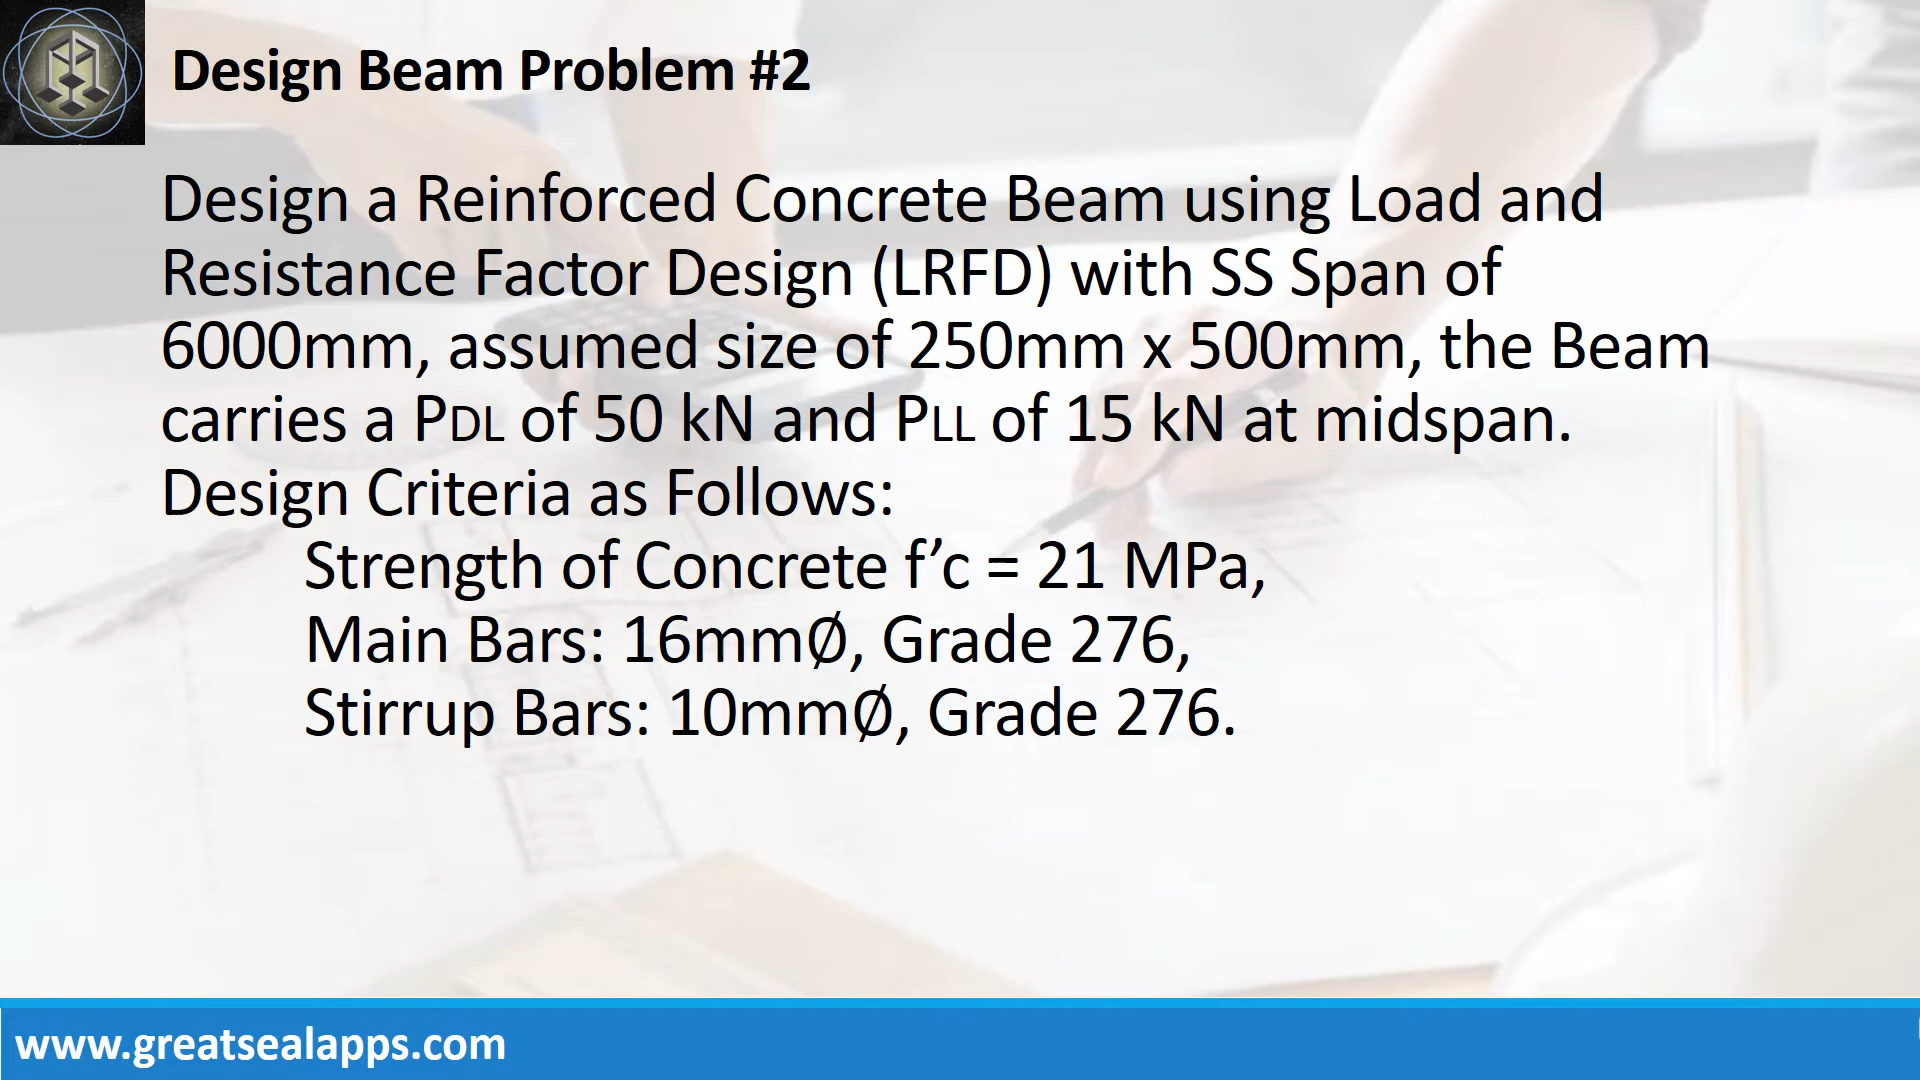 Design Beam Problem #2
Design a Reinforced Concrete Beam using Load and
Resistance Factor Design (LRFD) with SS Span of
6000mm, assumed size of 250mm x 500mm, the Beam
carries a PDL of 50 kN and PLL of 15 kN at midspan.
Design Criteria as Follows:
Strength of Concrete f’c = 21 MPa,
Main Bars: 16mmØ, Grade 276,
Stirrup Bars: 10mmØ, Grade 276.
www.greatsealapps.com